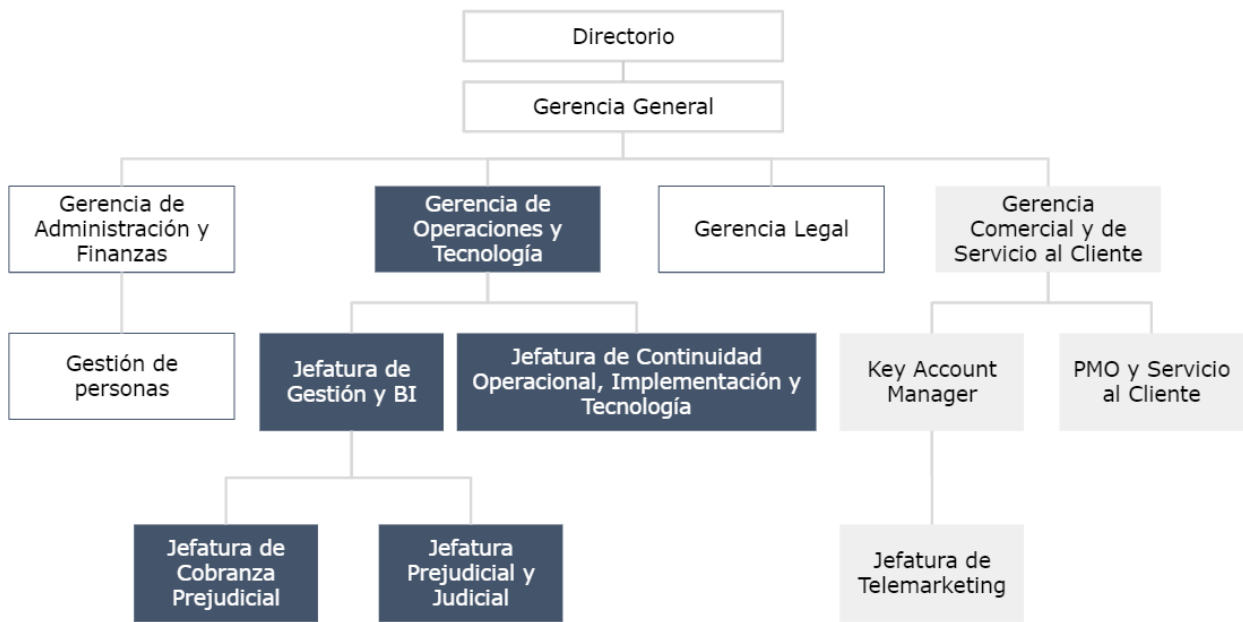 Directorio
Gerencia General
Gerencia de
Administración y
Finanzas
Gerencia de
Operaciones y
Tecnología
Gerencia Legal
Gerencia
Comercial y de
Servicio al Cliente
Gestión de
personas
Jefatura de
Gestión y BI
Jefatura de Continuidad
Operacional, Implementación y
Tecnología
Key Account
Manager
PMO y Servicio
al Cliente
Jefatura de
Cobranza
Prejudicial
Jefatura
Prejudicial y
Judicial
Jefatura de
Telemarketing